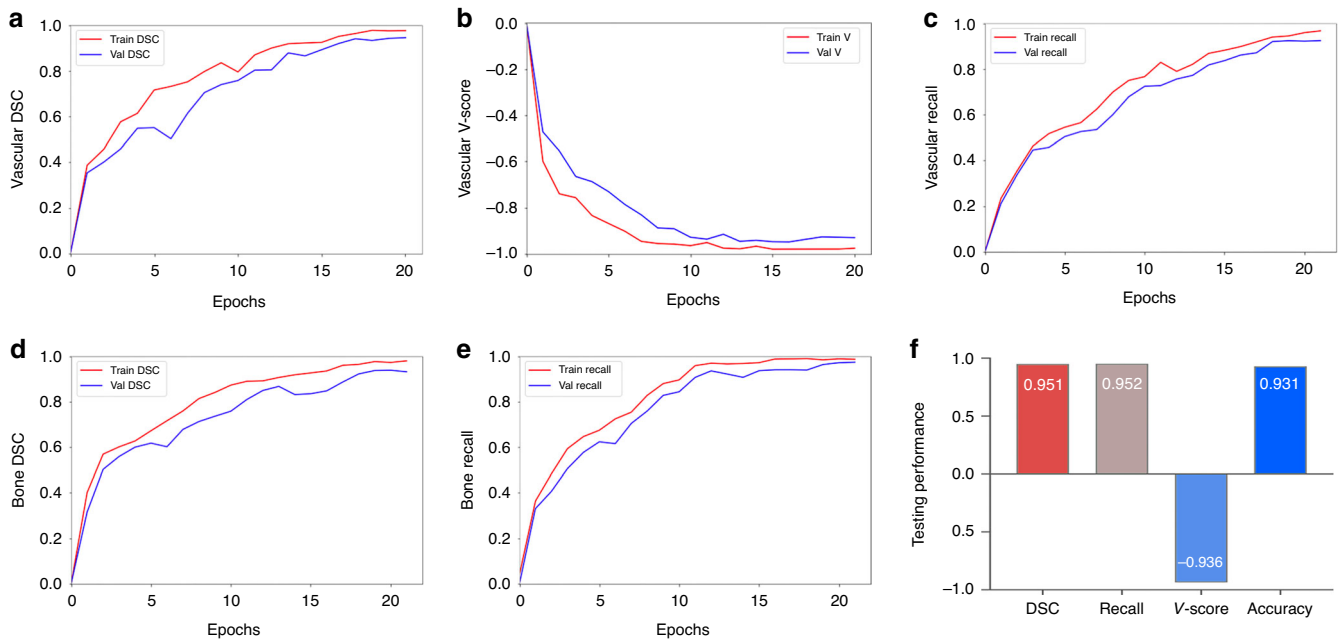 a
1.0
0.8
0.6
0.4
0.2
0.0
Vascular DSC
Train DSC
Val DSC
0 5 10 15 20
Epochs
b
0.0
−0.2
−0.4
−0.6
−0.8
−1.0
Vascular V-score
Train V
Val V
0 5 10 15 20
Epochs
c
1.0
0.8
0.6
0.4
0.2
0.0
Vascular recall
Train recall
Val recall
0 5 10 15 20
Epochs
d
1.0
0.8
0.6
0.4
0.2
0.0
Bone DSC
Train DSC
Val DSC
0 5 10 15 20
Epochs
e
1.0
0.8
0.6
0.4
0.2
0.0
Bone recall
Train recall
Val recall
0 5 10 15 20
Epochs
f
1.0
0.5
0.0
0.5
−1.0
Testing performance
0.951 0.952 −0.936 0.931
DSC Recall V-score Accuracy